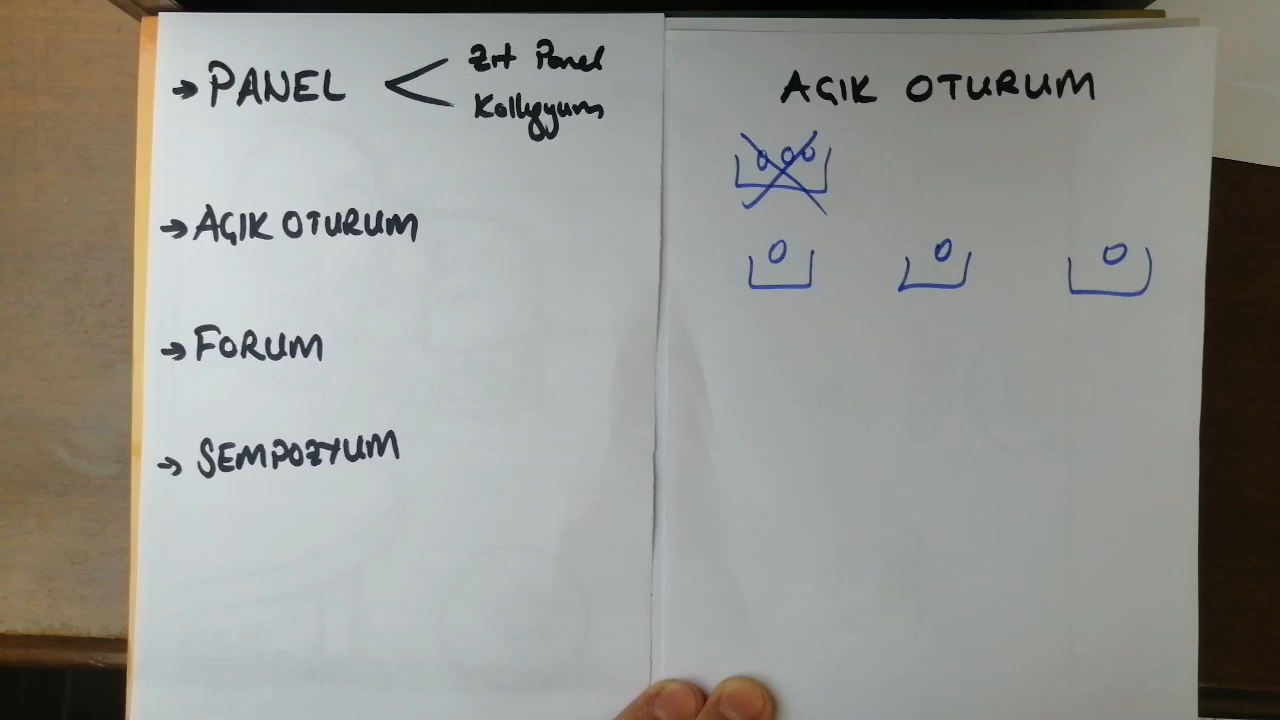 → PANEL < Zıt Panel
Kollegyum
→ AÇIK OTURUM
→ FORUM
→ SEMPOZYUM
AÇIK OTURUM